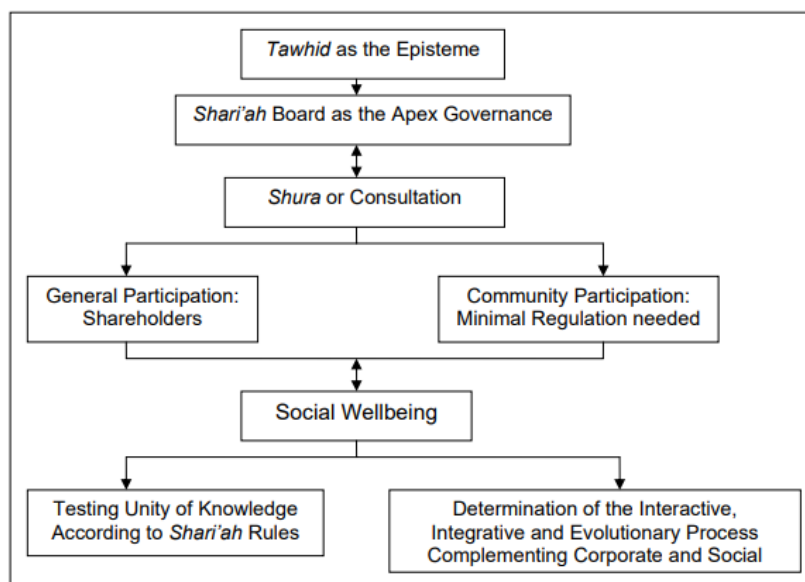 Tawhid as the Episteme
Shari'ah Board as the Apex Governance
Shura or Consultation
General Participation:
Shareholders
Community Participation:
Minimal Regulation needed
Social Wellbeing
Testing Unity of Knowledge
According to Shari'ah Rules
Determination of the Interactive,
Integrative and Evolutionary Process
Complementing Corporate and Social